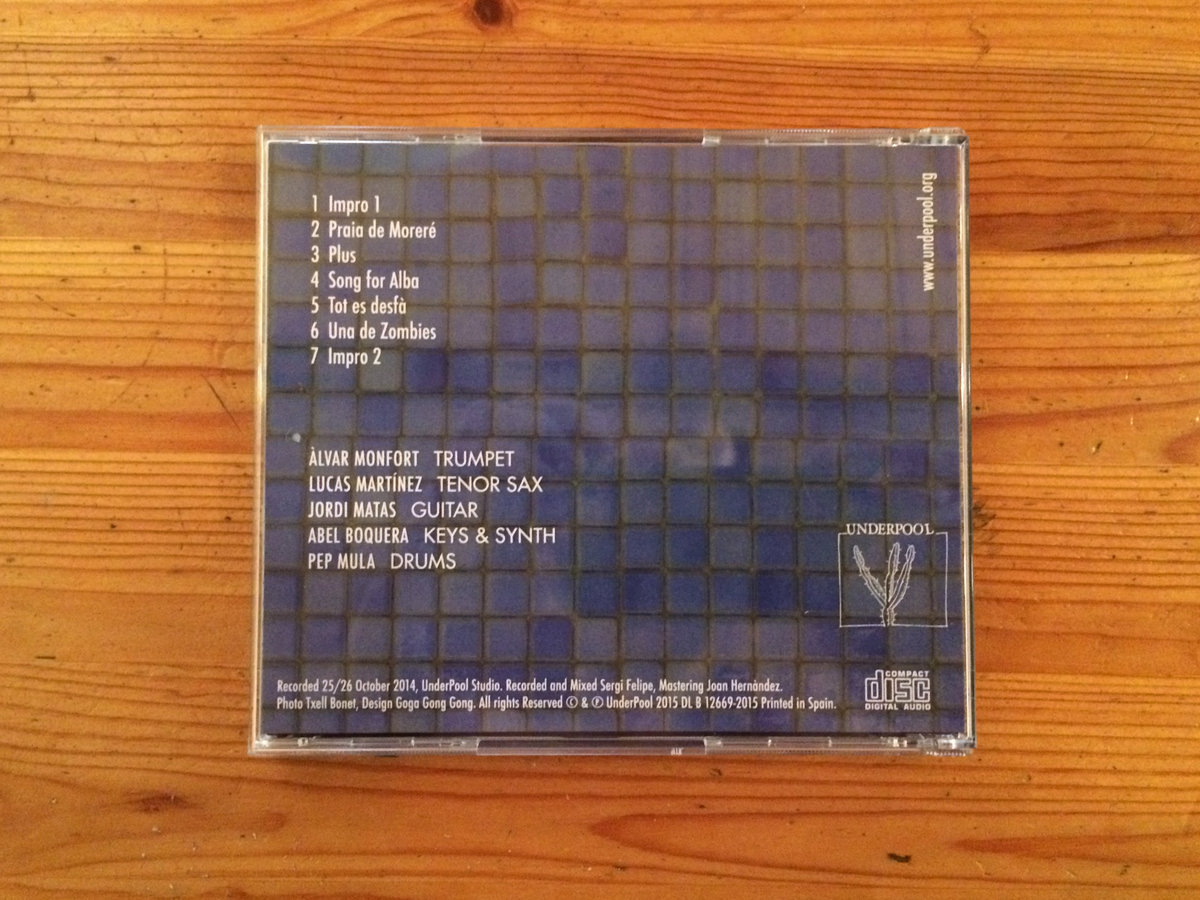 1 Impro 1
2 Praia de Moreré
3 Plus
4 Song for Alba
5 Tot es desfà
6 Una de Zombies
7 Impro 2
www.underpool.org
ÀLVAR MONFORT TRUMPET
LUCAS MARTÍNEZ TENOR SAX
JORDI MATAS GUITAR
ABEL BOQUERA KEYS & SYNTH
PEP MULA DRUMS
UNDERPOOL
Recorded 25/26 October 2014, UnderPool Studio. Recorded and Mixed Sergi Felipe, Mastering Joan Hernàndez.
Photo Txell Bonet, Design Goga Gong Gong. All rights Reserved © & ℗ UnderPool 2015 DL B 12669-2015 Printed in Spain.
COMPACT
disc
DIGITAL AUDIO